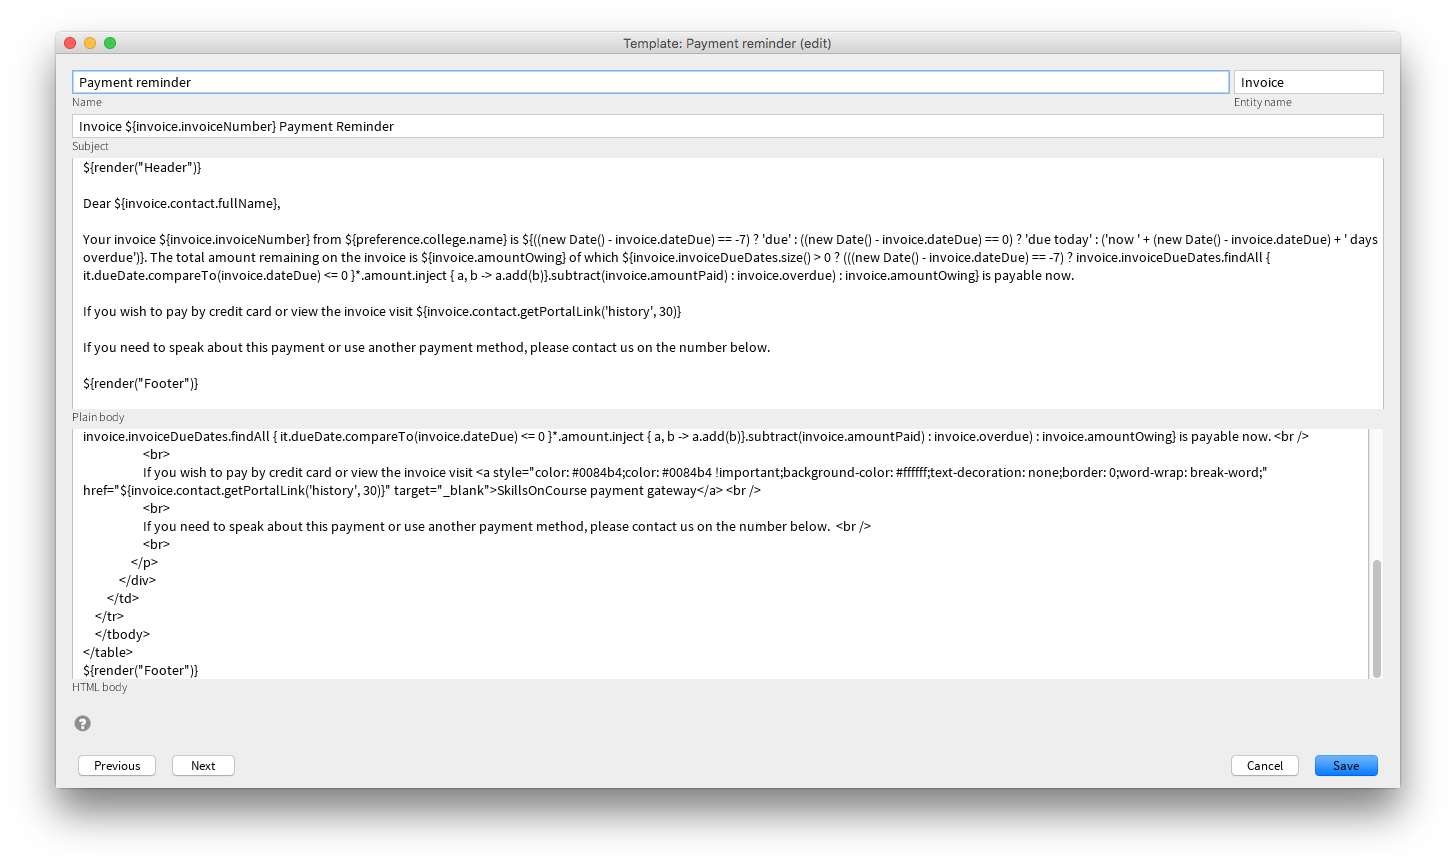 Template: Payment reminder (edit)
Payment reminder
Invoice
Name
Entity name
Invoice ${invoice.invoiceNumber} Payment Reminder
Subject
${render("Header")}
Dear ${invoice.contact.fullName},
Your invoice ${invoice.invoiceNumber} from ${preference.college.name} is ${((new Date() - invoice.dateDue) == -7) ? 'due' : ((new Date() - invoice.dateDue) == 0) ? 'due today' : ('now ' + (new Date() - invoice.dateDue) + ' days
overdue')}. The total amount remaining on the invoice is ${invoice.amountOwing} of which ${invoice.invoiceDueDates.size() > 0 ? (((new Date() - invoice.dateDue) == -7) ? invoice.invoiceDueDates.findAll {
it.dueDate.compareTo(invoice.dateDue) <= 0 }*.amount.inject { a, b -> a.add(b)}.subtract(invoice.amountPaid) : invoice.overdue) : invoice.amountOwing} is payable now.
If you wish to pay by credit card or view the invoice visit ${invoice.contact.getPortalLink('history', 30)}
If you need to speak about this payment or use another payment method, please contact us on the number below.
${render("Footer")}
Plain body
invoice.invoiceDueDates.findAll { it.dueDate.compareTo(invoice.dateDue) <= 0 }*.amount.inject { a, b -> a.add(b)}.subtract(invoice.amountPaid) : invoice.overdue) : invoice.amountOwing} is payable now. <br />
<br>
If you wish to pay by credit card or view the invoice visit <a style="color: #0084b4;color: #0084b4 !important;background-color: #ffffff;text-decoration: none;border: 0;word-wrap: break-word;"
href="${invoice.contact.getPortalLink('history', 30)}" target="_blank">SkillsOnCourse payment gateway</a> <br />
<br>
If you need to speak about this payment or use another payment method, please contact us on the number below.  <br />
<br>
</p>
</div>
</td>
</tr>
</tbody>
</table>
${render("Footer")}
HTML body
?
Previous
Next
Cancel
Save